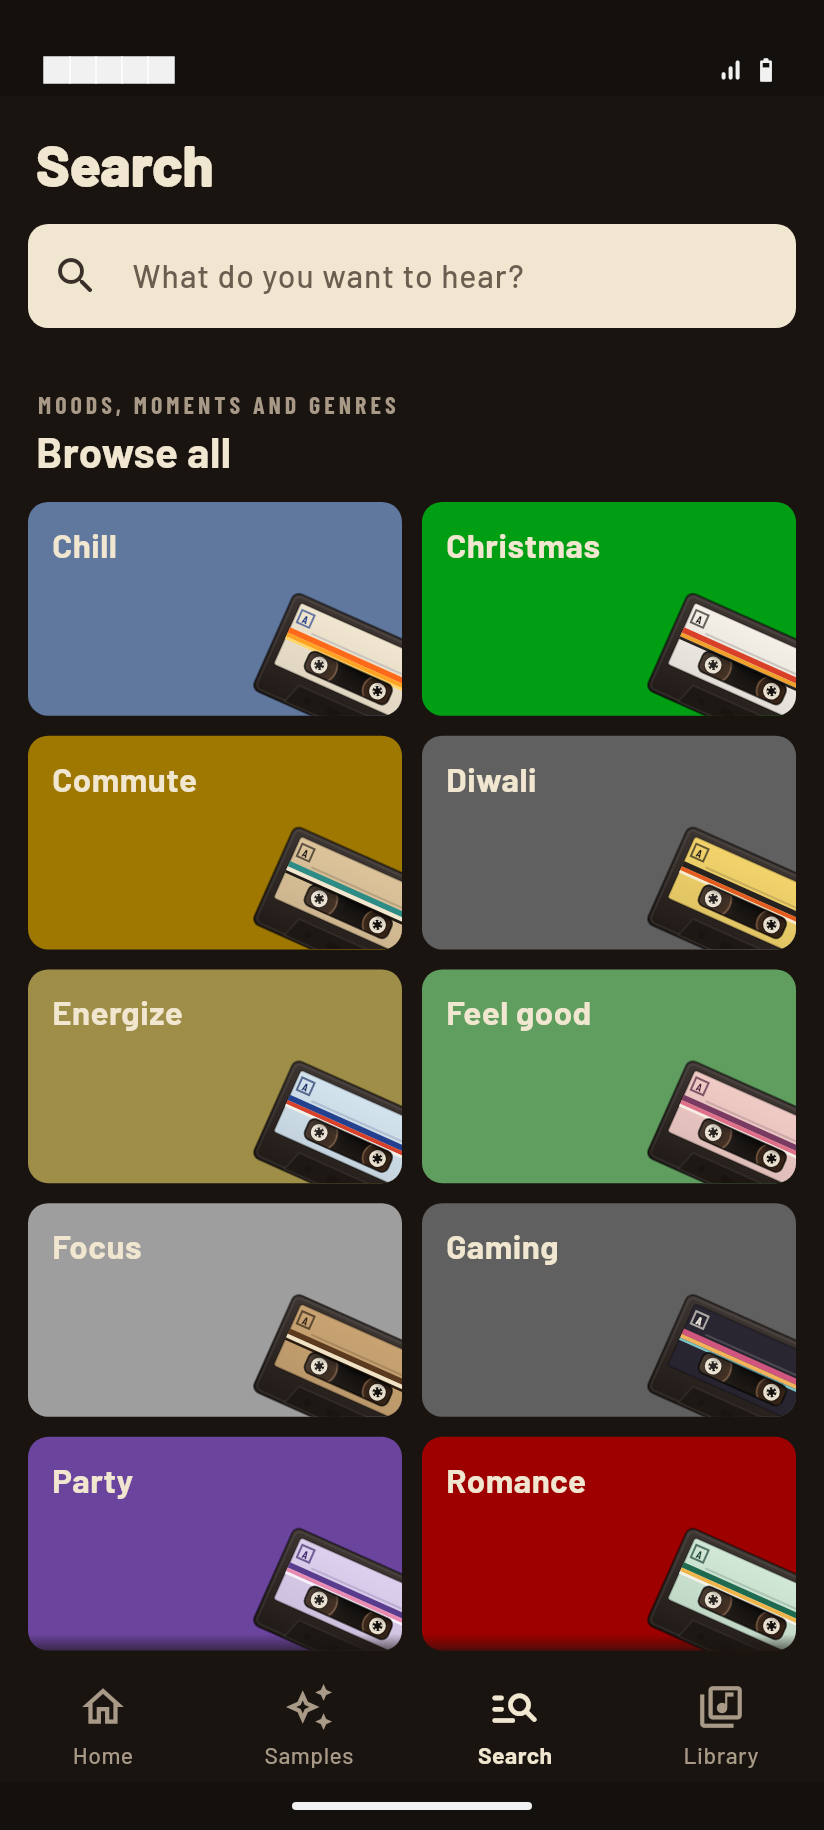 Search
What do you want to hear?
MOODS, MOMENTS AND GENRES
Browse all
Chill
A
Christmas
A
Commute
A
Diwali
A
Energize
A
Feel good
A
Focus
A
Gaming
A
Party
A
Romance
A
Home
Samples
Search
Library